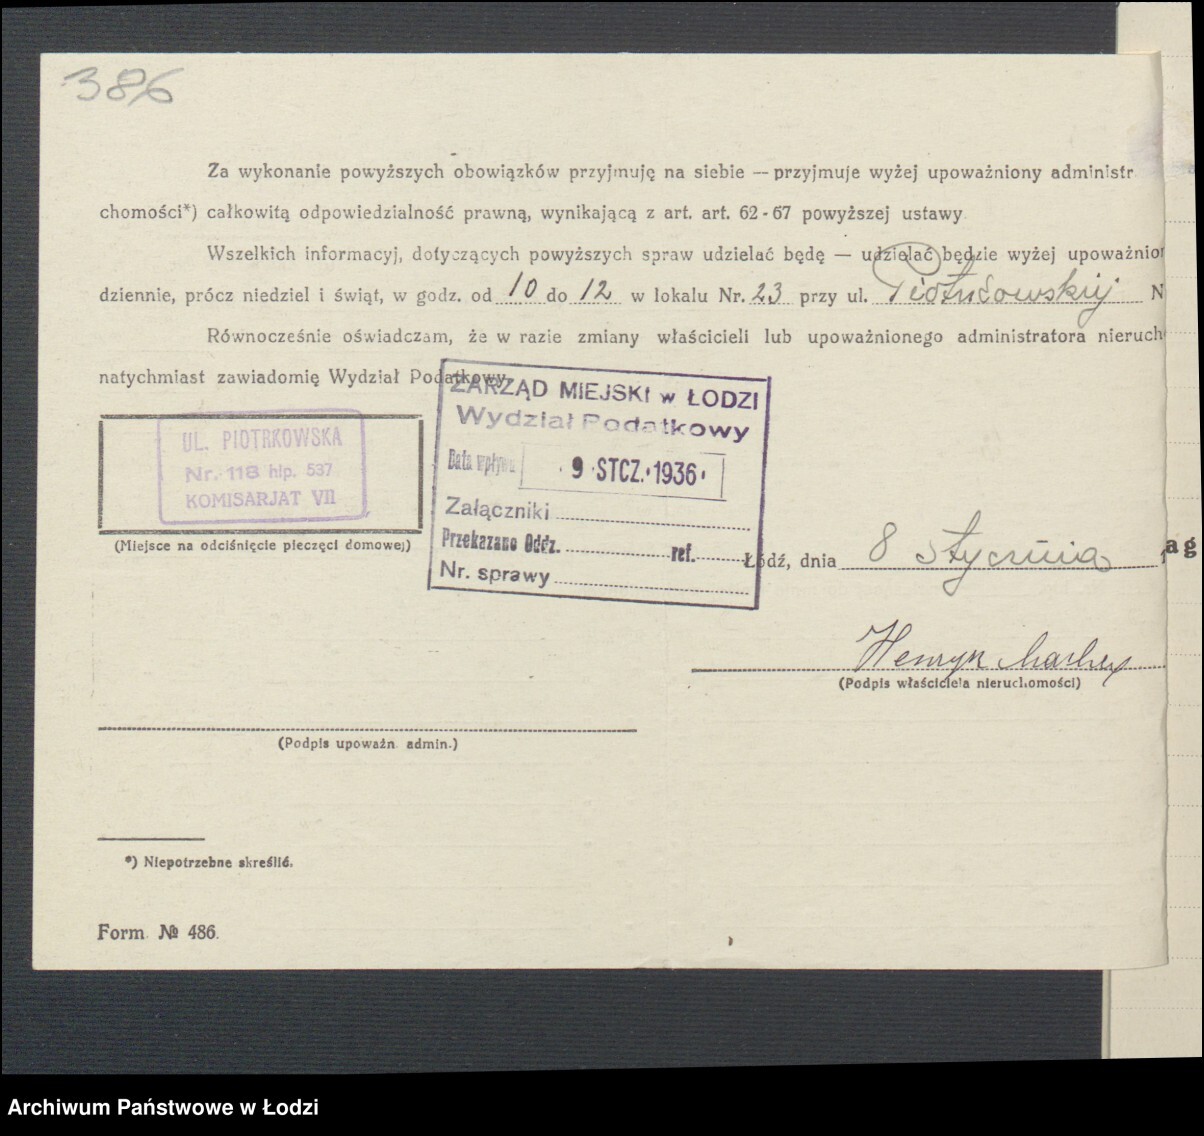 386
Za wykonanie powyższych obowiązków przyjmuję na siebie — przyjmuje wyżej upoważniony administr
chomości*) całkowitą odpowiedzialność prawną, wynikającą z art. art. 62-67 powyższej ustawy
Wszelkich informacyj, dotyczących powyższych spraw udzielać będę — udzielać będzie wyżej upoważnion
dziennie, prócz niedziel i świąt, w godz. od 10 do 12 w lokalu Nr. 23 przy ul. Piotrkowskiej N
Równocześnie oświadczam, że w razie zmiany właścicieli lub upoważnionego administratora nieruch
natychmiast zawiadomię Wydział Podatkowy.
ZARZĄD MIEJSKI w ŁODZI
Wydział Podatkowy
Data wpływu 9 STCZ. 1936
Załączniki
Przekazano Oddz. ref.
Nr. sprawy
UL. PIOTRKOWSKA
Nr. 118 hip. 537
KOMISARJAT VII
(Miejsce na odciśnięcie pieczęci domowej)
Łódź, dnia 8 stycznia
ag
Henryk
(Podpis właściciela nieruchomości)
(Podpis upoważn. admin.)
*) Niepotrzebne skreślić.
Form. № 486.
Archiwum Państwowe w Łodzi